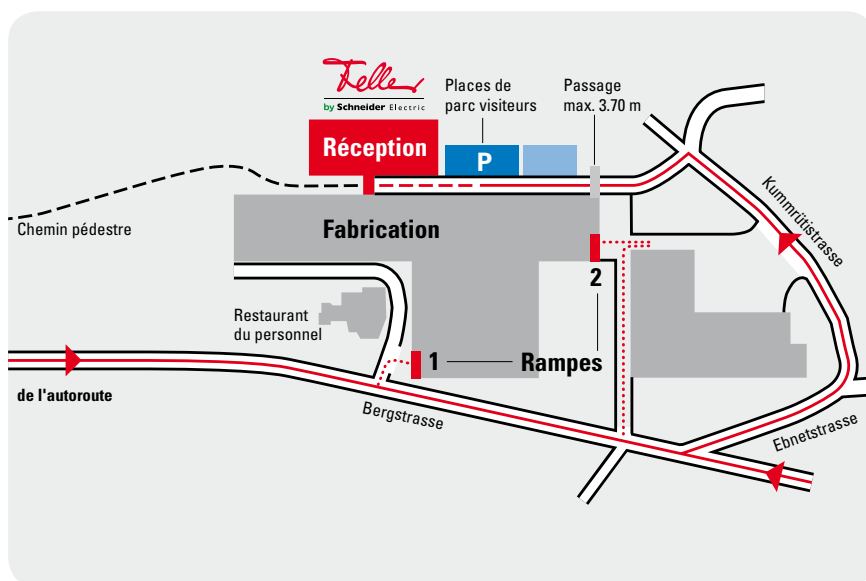 Feller
by Schneider Electric
Places de
parc visiteurs
Passage
max. 3.70 m
Réception
P
Kummrütistrasse
Chemin pédestre
Fabrication
2
Restaurant
du personnel
1
Rampes
de l'autoroute
Bergstrasse
Ebnetstrasse